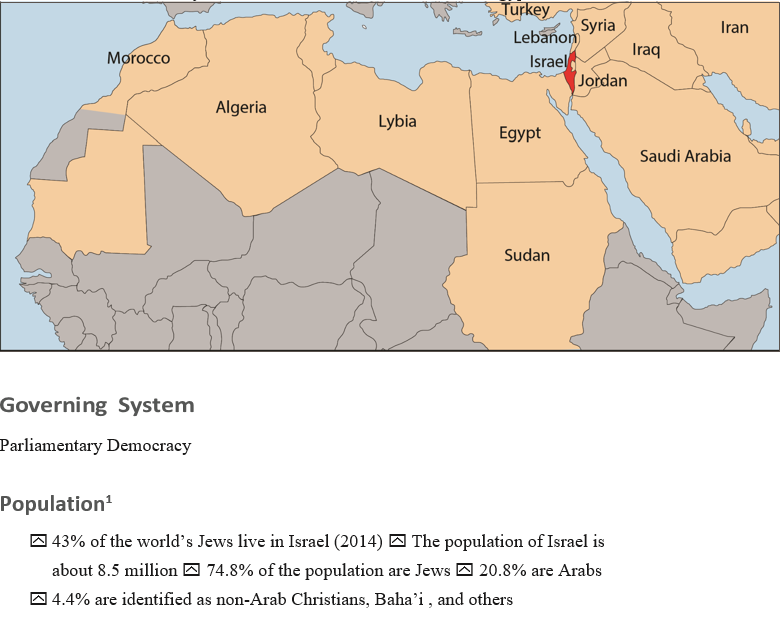 Turkey
Syria
Iran
Lebanon
Iraq
Morocco
Israel
Jordan
Algeria
Lybia
Egypt
Saudi Arabia
Sudan
Governing System
Parliamentary Democracy
Population¹
43% of the world’s Jews live in Israel (2014) The population of Israel is
about 8.5 million 74.8% of the population are Jews 20.8% are Arabs
4.4% are identified as non-Arab Christians, Baha’i , and others